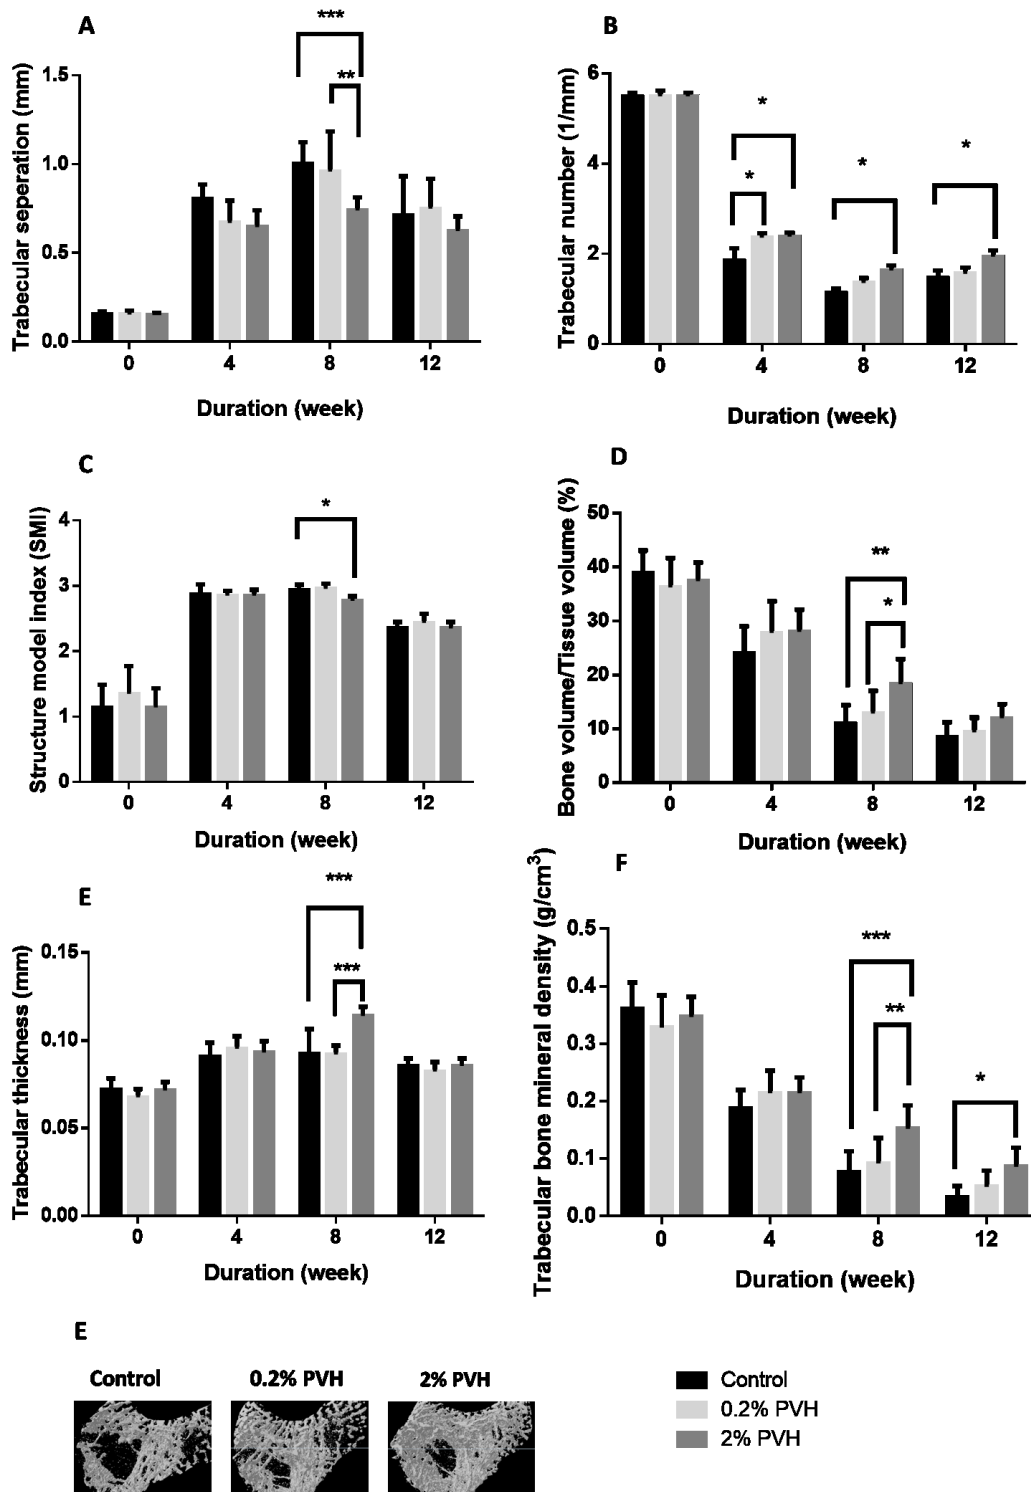 A
Trabecular seperation (mm)
1.5
1.0
0.5
0.0
***
**
0 4 8 12
Duration (week)
B
Trabecular number (1/mm)
6
4
2
0
*
*
*
*
0 4 8 12
Duration (week)
C
Structure model index (SMI)
4
3
2
1
0
*
0 4 8 12
Duration (week)
D
Bone volume/Tissue volume (%)
50
40
30
20
10
0
**
*
0 4 8 12
Duration (week)
E
Trabecular thickness (mm)
0.15
0.10
0.05
0.00
***
***
0 4 8 12
Duration (week)
F
Trabecular bone mineral density (g/cm³)
0.5
0.4
0.3
0.2
0.1
0.0
***
**
*
0 4 8 12
Duration (week)
E
Control 0.2% PVH 2% PVH
Control
0.2% PVH
2% PVH